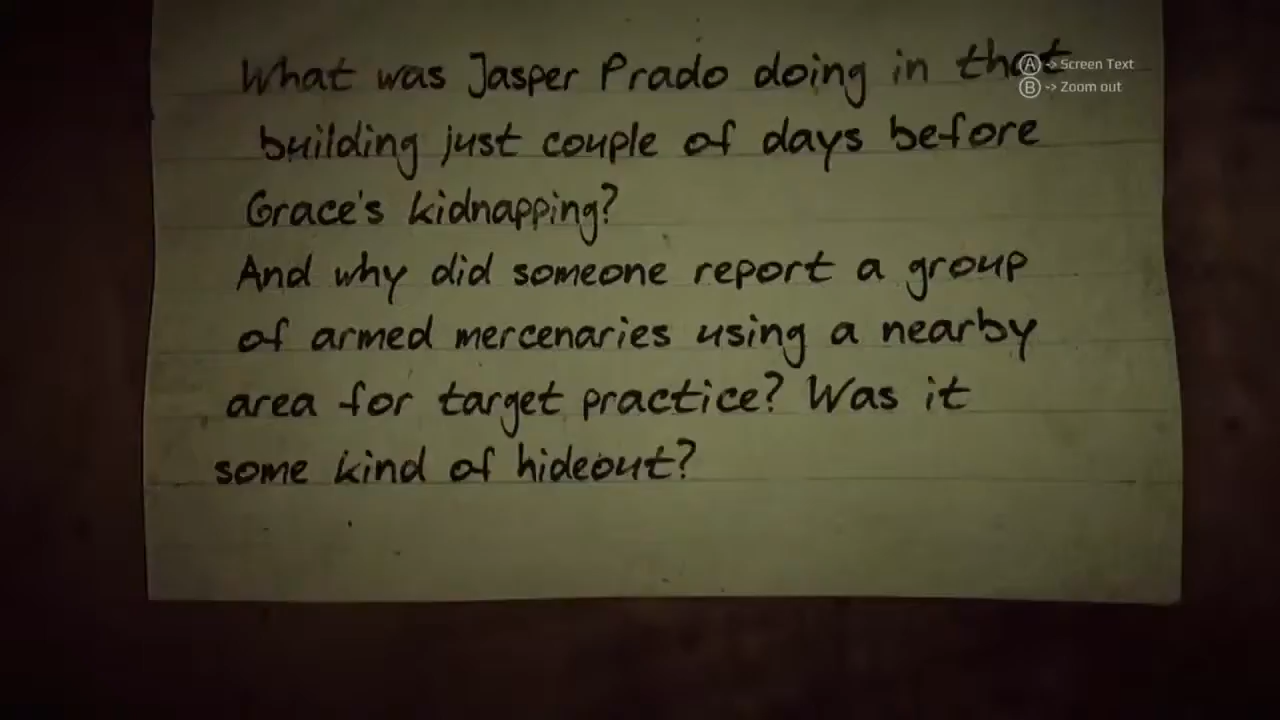 What was Jasper Prado doing in that
building just couple of days before
Grace's kidnapping?
And why did someone report a group
of armed mercenaries using a nearby
area for target practice? Was it
some kind of hideout?
A -> Screen Text
B -> Zoom out